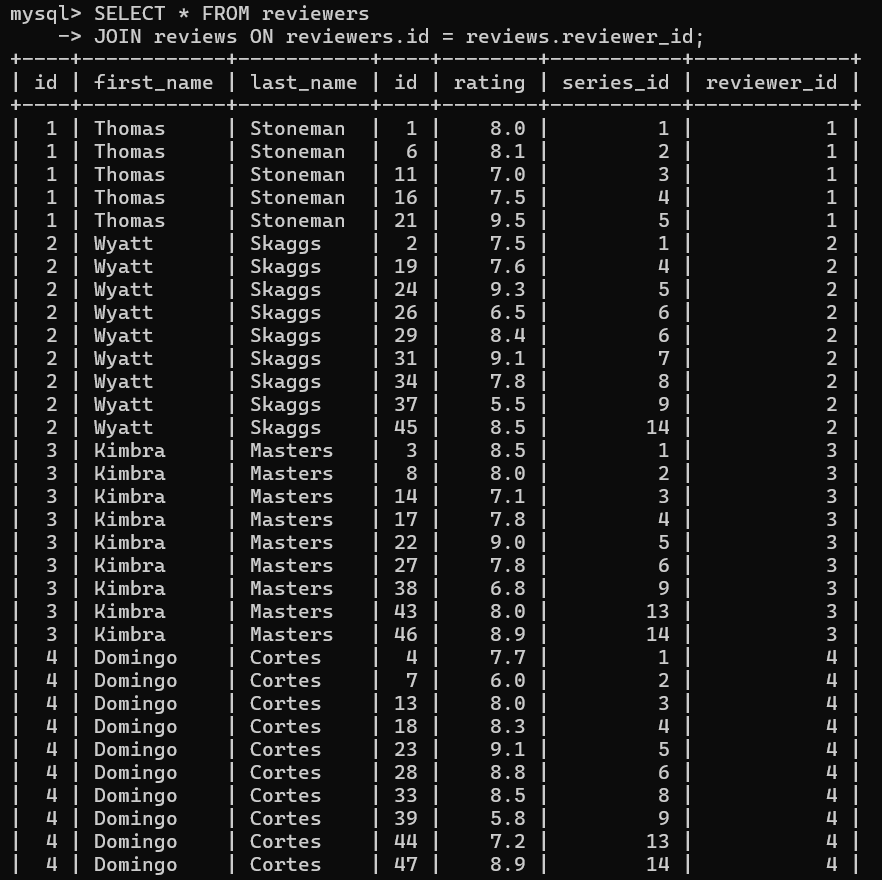 mysql> SELECT * FROM reviewers
    -> JOIN reviews ON reviewers.id = reviews.reviewer_id;
+----+------------+-----------+----+--------+-----------+-------------+
| id | first_name | last_name | id | rating | series_id | reviewer_id |
+----+------------+-----------+----+--------+-----------+-------------+
|  1 | Thomas     | Stoneman  |  1 |    8.0 |         1 |           1 |
|  1 | Thomas     | Stoneman  |  6 |    8.1 |         2 |           1 |
|  1 | Thomas     | Stoneman  | 11 |    7.0 |         3 |           1 |
|  1 | Thomas     | Stoneman  | 16 |    7.5 |         4 |           1 |
|  1 | Thomas     | Stoneman  | 21 |    9.5 |         5 |           1 |
|  2 | Wyatt      | Skaggs    |  2 |    7.5 |         1 |           2 |
|  2 | Wyatt      | Skaggs    | 19 |    7.6 |         4 |           2 |
|  2 | Wyatt      | Skaggs    | 24 |    9.3 |         5 |           2 |
|  2 | Wyatt      | Skaggs    | 26 |    6.5 |         6 |           2 |
|  2 | Wyatt      | Skaggs    | 29 |    8.4 |         6 |           2 |
|  2 | Wyatt      | Skaggs    | 31 |    9.1 |         7 |           2 |
|  2 | Wyatt      | Skaggs    | 34 |    7.8 |         8 |           2 |
|  2 | Wyatt      | Skaggs    | 37 |    5.5 |         9 |           2 |
|  2 | Wyatt      | Skaggs    | 45 |    8.5 |        14 |           2 |
|  3 | Kimbra     | Masters   |  3 |    8.5 |         1 |           3 |
|  3 | Kimbra     | Masters   |  8 |    8.0 |         2 |           3 |
|  3 | Kimbra     | Masters   | 14 |    7.1 |         3 |           3 |
|  3 | Kimbra     | Masters   | 17 |    7.8 |         4 |           3 |
|  3 | Kimbra     | Masters   | 22 |    9.0 |         5 |           3 |
|  3 | Kimbra     | Masters   | 27 |    7.8 |         6 |           3 |
|  3 | Kimbra     | Masters   | 38 |    6.8 |         9 |           3 |
|  3 | Kimbra     | Masters   | 43 |    8.0 |        13 |           3 |
|  3 | Kimbra     | Masters   | 46 |    8.9 |        14 |           3 |
|  4 | Domingo    | Cortes    |  4 |    7.7 |         1 |           4 |
|  4 | Domingo    | Cortes    |  7 |    6.0 |         2 |           4 |
|  4 | Domingo    | Cortes    | 13 |    8.0 |         3 |           4 |
|  4 | Domingo    | Cortes    | 18 |    8.3 |         4 |           4 |
|  4 | Domingo    | Cortes    | 23 |    9.1 |         5 |           4 |
|  4 | Domingo    | Cortes    | 28 |    8.8 |         6 |           4 |
|  4 | Domingo    | Cortes    | 33 |    8.5 |         8 |           4 |
|  4 | Domingo    | Cortes    | 39 |    5.8 |         9 |           4 |
|  4 | Domingo    | Cortes    | 44 |    7.2 |        13 |           4 |
|  4 | Domingo    | Cortes    | 47 |    8.9 |        14 |           4 |